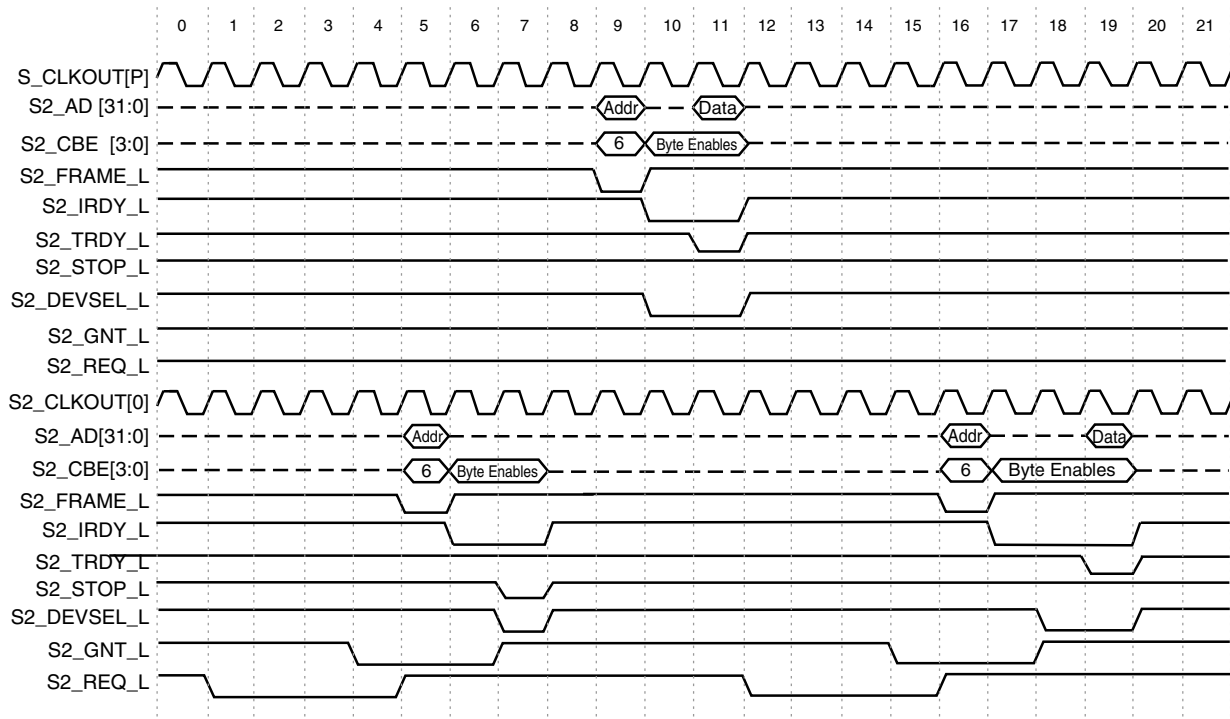 0 1 2 3 4 5 6 7 8 9 10 11 12 13 14 15 16 17 18 19 20 21
S_CLKOUT[P]
S2_AD [31:0] Addr Data
S2_CBE [3:0] 6 Byte Enables
S2_FRAME_L
S2_IRDY_L
S2_TRDY_L
S2_STOP_L
S2_DEVSEL_L
S2_GNT_L
S2_REQ_L
S2_CLKOUT[0]
S2_AD[31:0] Addr Addr Data
S2_CBE[3:0] 6 Byte Enables 6 Byte Enables
S2_FRAME_L
S2_IRDY_L
S2_TRDY_L
S2_STOP_L
S2_DEVSEL_L
S2_GNT_L
S2_REQ_L